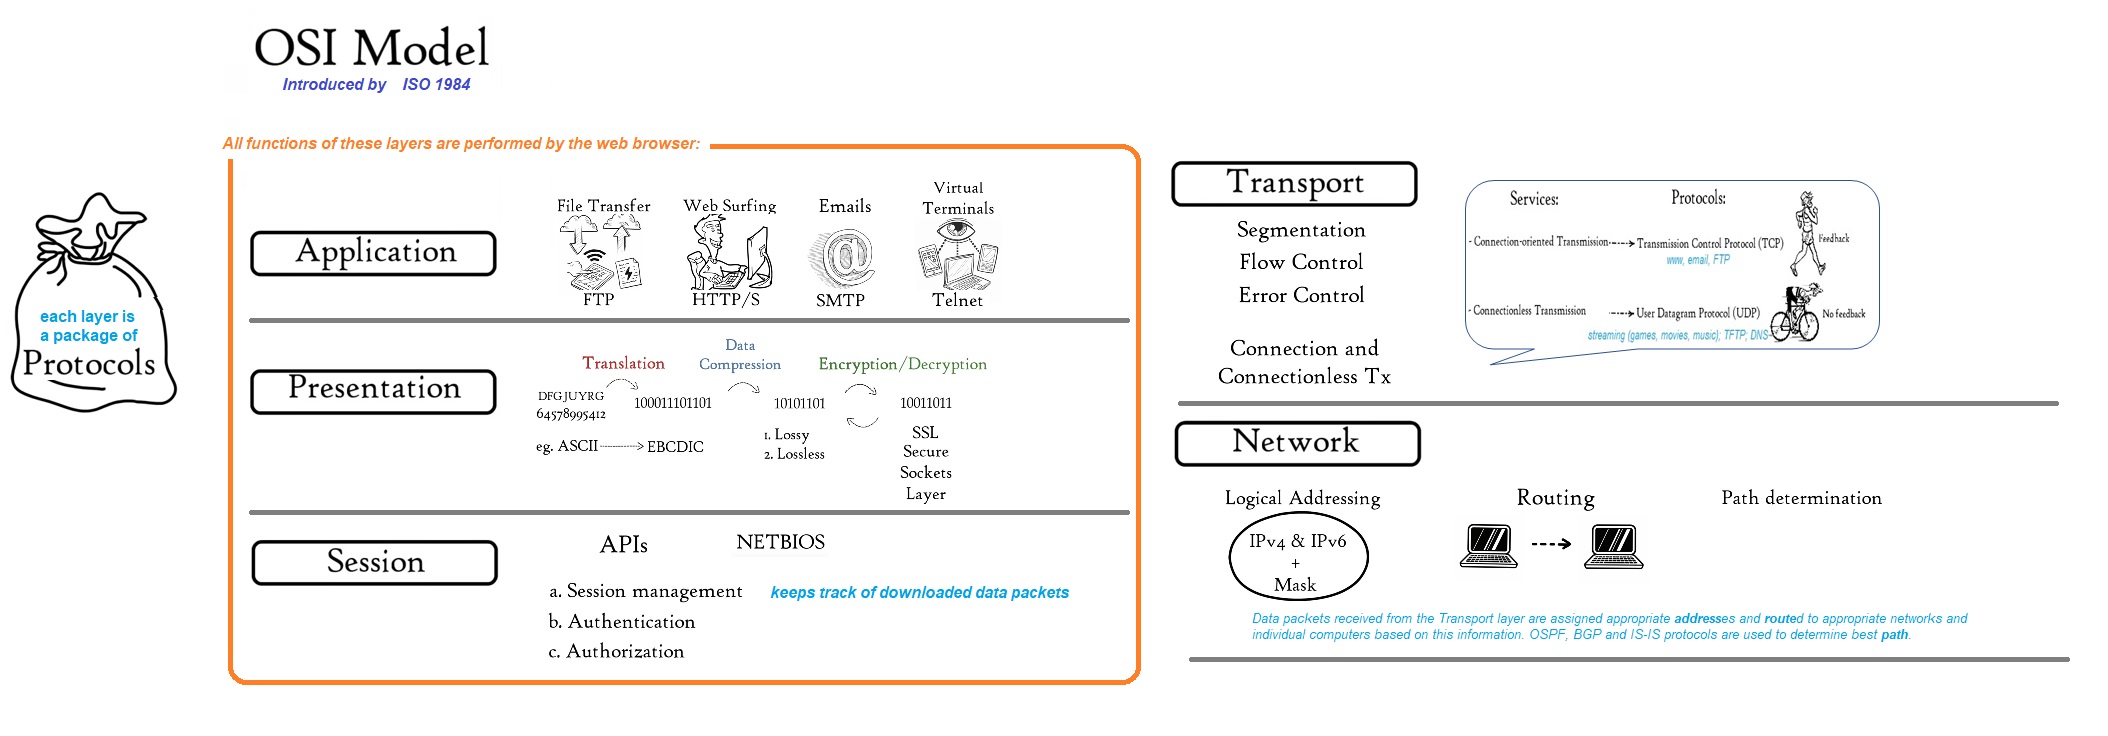 OSI Model
Introduced by ISO 1984
All functions of these layers are performed by the web browser:
each layer is
a package of
Protocols
Application
File Transfer
FTP
Web Surfing
HTTP/S
Emails
@
SMTP
Virtual
Terminals
Telnet
Presentation
Translation
DFGJUYRG
64578995412
100011101101
eg. ASCII
EBCDIC
Data
Compression
10101101
1. Lossy
2. Lossless
Encryption/Decryption
10011011
SSL
Secure
Sockets
Layer
Session
APIs
NETBIOS
a. Session management
keeps track of downloaded data packets
b. Authentication
c. Authorization
Transport
Segmentation
Flow Control
Error Control
Connection and
Connectionless Tx
Services:
Protocols:
- Connection-oriented Transmission
Transmission Control Protocol (TCP)
Feedback
www, email, FTP
- Connectionless Transmission
User Datagram Protocol (UDP)
No feedback
streaming (games, movies, music); TFTP; DNS
Network
Logical Addressing
IPv4 & IPv6
+
Mask
Routing
Path determination
Data packets received from the Transport layer are assigned appropriate addresses and routed to appropriate networks and
individual computers based on this information. OSPF, BGP and IS-IS protocols are used to determine best path.